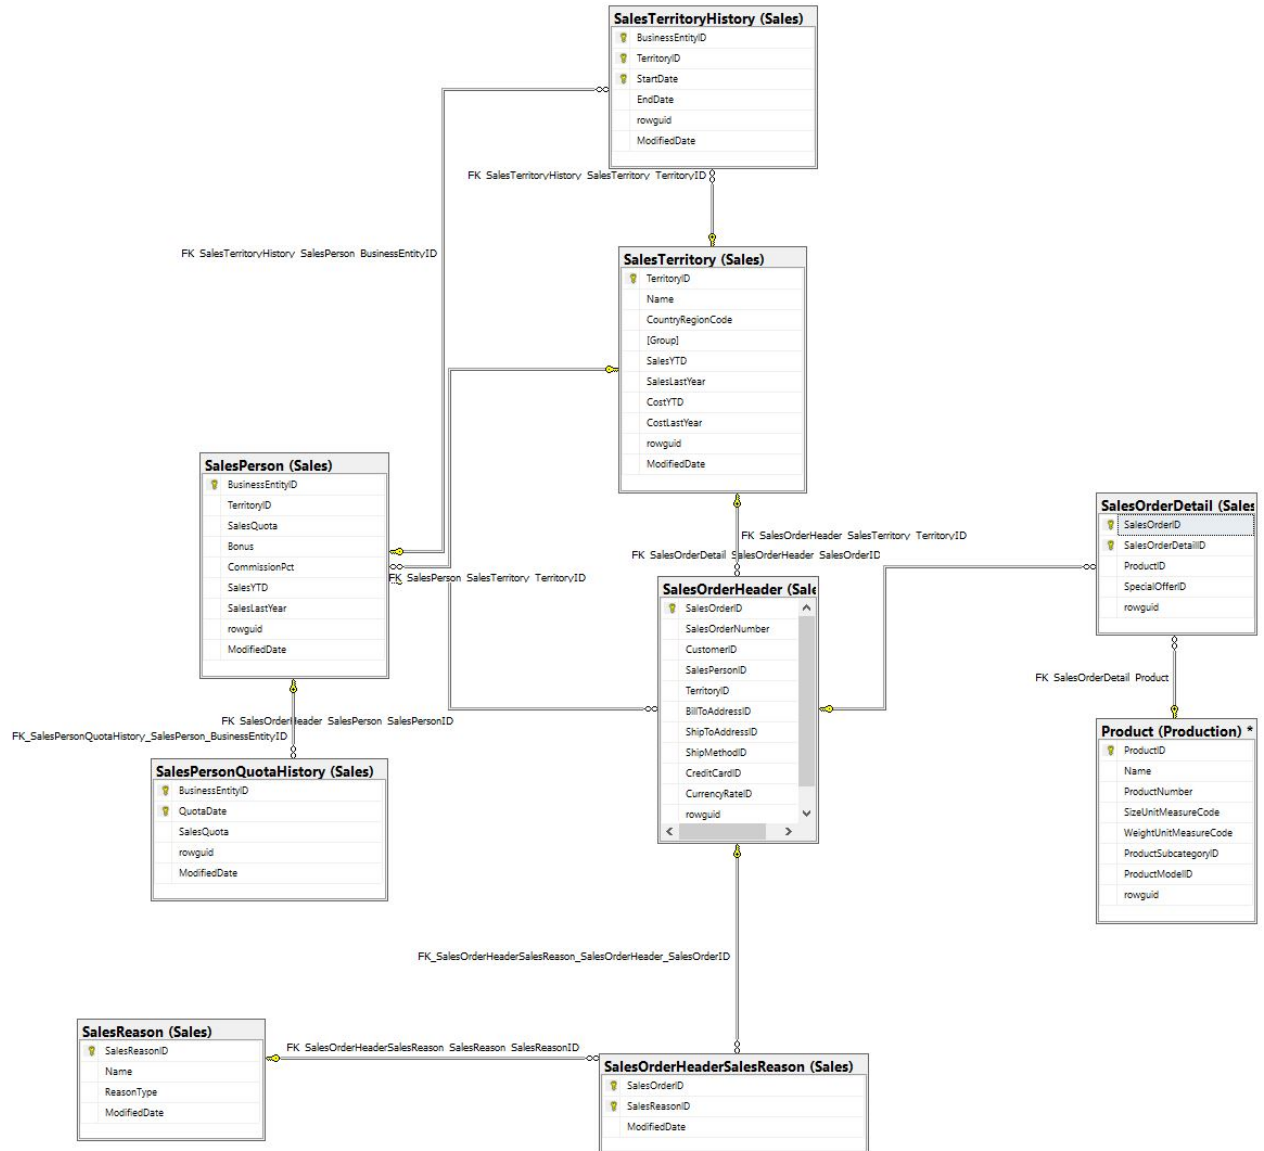 SalesTerritoryHistory (Sales)
BusinessEntityID
TerritoryID
StartDate
EndDate
rowguid
ModifiedDate
FK_SalesTerritoryHistory_SalesTerritory_TerritoryID
FK_SalesTerritoryHistory_SalesPerson_BusinessEntityID
SalesTerritory (Sales)
TerritoryID
Name
CountryRegionCode
[Group]
SalesYTD
SalesLastYear
CostYTD
CostLastYear
rowguid
ModifiedDate
SalesPerson (Sales)
BusinessEntityID
TerritoryID
SalesQuota
Bonus
CommissionPct
SalesYTD
SalesLastYear
rowguid
ModifiedDate
FK_SalesOrderHeader_SalesTerritory_TerritoryID
FK_SalesOrderDetail_SalesOrderHeader_SalesOrderID
FK_SalesPerson_SalesTerritory_TerritoryID
SalesOrderHeader (Sale
SalesOrderID
SalesOrderNumber
CustomerID
SalesPersonID
TerritoryID
BillToAddressID
ShipToAddressID
ShipMethodID
CreditCardID
CurrencyRateID
rowguid
SalesOrderDetail (Sales
SalesOrderID
SalesOrderDetailID
ProductID
SpecialOfferID
rowguid
FK_SalesOrderDetail_Product
Product (Production) *
ProductID
Name
ProductNumber
SizeUnitMeasureCode
WeightUnitMeasureCode
ProductSubcategoryID
ProductModelID
rowguid
FK_SalesOrderHeader_SalesPerson_SalesPersonID
FK_SalesPersonQuotaHistory_SalesPerson_BusinessEntityID
SalesPersonQuotaHistory (Sales)
BusinessEntityID
QuotaDate
SalesQuota
rowguid
ModifiedDate
FK_SalesOrderHeaderSalesReason_SalesOrderHeader_SalesOrderID
SalesReason (Sales)
SalesReasonID
Name
ReasonType
ModifiedDate
FK_SalesOrderHeaderSalesReason_SalesReason_SalesReasonID
SalesOrderHeaderSalesReason (Sales)
SalesOrderID
SalesReasonID
ModifiedDate